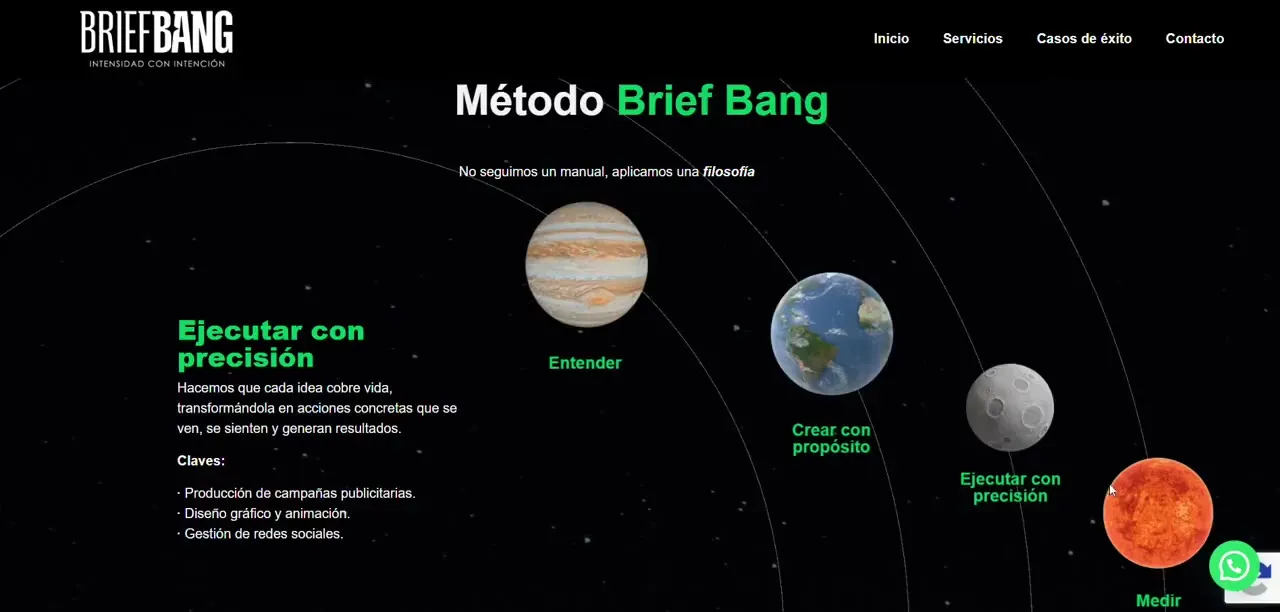 BRIEFBANG
INTENSIDAD CON INTENCIÓN
Inicio
Servicios
Casos de éxito
Contacto
Método Brief Bang
No seguimos un manual, aplicamos una filosofía
Entender
Crear con
propósito
Ejecutar con
precisión
Medir
Ejecutar con
precisión
Hacemos que cada idea cobre vida,
transformándola en acciones concretas que se
ven, se sienten y generan resultados.
Claves:
· Producción de campañas publicitarias.
· Diseño gráfico y animación.
· Gestión de redes sociales.